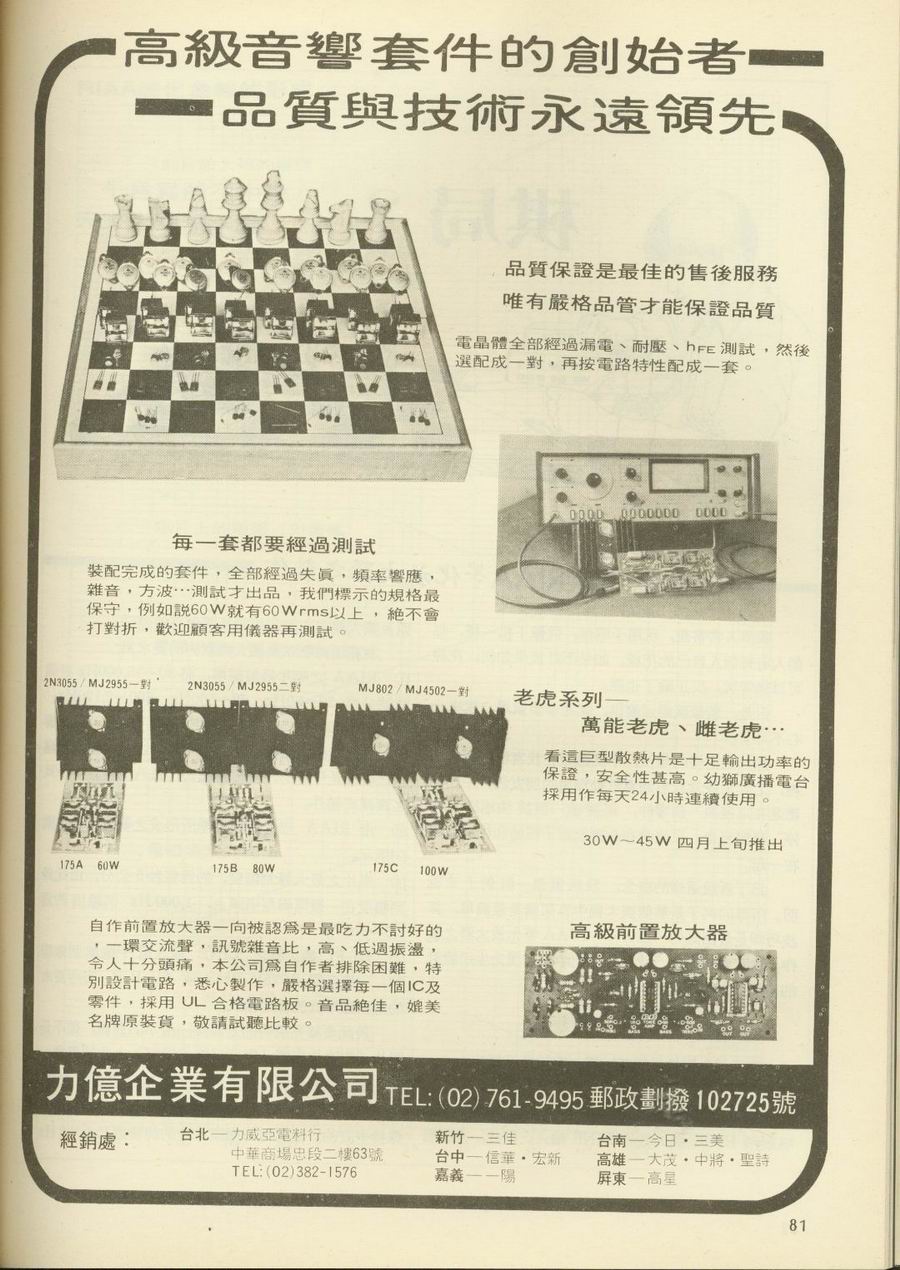 高級音響套件的創始者
品質與技術永遠領先
品質保證是最佳的售後服務
唯有嚴格品管才能保證品質
電晶體全部經過漏電、耐壓、hFE 測試，然後
選配成一對，再按電路特性配成一套。
每一套都要經過測試
裝配完成的套件，全部經過失眞，頻率響應，
雜音，方波…測試才出品，我們標示的規格最
保守，例如説60W就有60Wrms以上，絕不會
打對折，歡迎顧客用儀器再測試。
2N3055/MJ2955一對
2N3055/MJ2955二對
MJ802/MJ4502一對
175A 60W
175B 80W
175C 100W
老虎系列—
萬能老虎、雌老虎…
看這巨型散熱片是十足輸出功率的
保證，安全性甚高。幼獅廣播電台
採用作每天24小時連續使用。
30W～45W 四月上旬推出
自作前置放大器一向被認爲是最吃力不討好的
，一環交流聲，訊號雜音比，高、低週振盪，
令人十分頭痛，本公司爲自作者排除困難，特
別設計電路，悉心製作，嚴格選擇每一個IC及
零件，採用 UL 合格電路板。音品絶佳，媲美
名牌原裝貨，敬請試聽比較。
高級前置放大器
力億企業有限公司 TEL:(02) 761-9495 郵政劃撥 102725號
經銷處：
台北—力威亞電料行
中華商場忠段二樓63號
TEL:(02)382-1576
新竹—三佳
台中—信華·宏新
嘉義—一陽
台南—今日·三美
高雄—大茂·中將·聖詩
屏東—高星
81